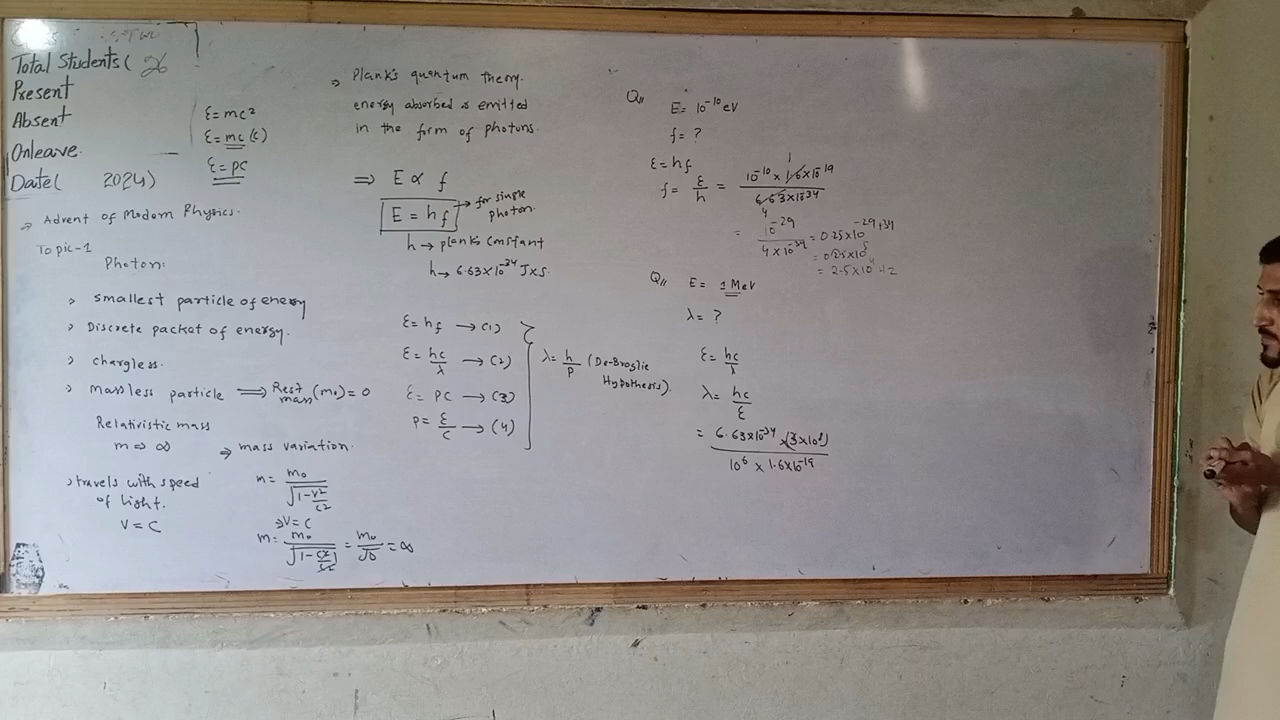 Total Students( 26
Present
Absent
Onleave.
Date( 2024)
Ɛ=mc²
Ɛ=mc(c)
Ɛ=pc
→ Advent of Modern Physics.
Topic-1
Photon:
> smallest particle of energy
> Discrete packet of energy.
> chargless.
> massless particle ⟹ Rest mass (m₀)=0
Relativistic mass
m ⇒ ∞
→ mass variation.
> travels with speed
of light.
V = C
m = m₀/√(1-v²/c²)
⇒V=C
m = m₀/√(1-c²/c²) = m₀/√0 = ∞
→ Plank's quantum theory.
energy absorbed & emitted
in the form of photons.
⟹ E ∝ f
E = hf → for single photon.
h → plank's constant
h → 6.63×10⁻³⁴ J×S.
Ɛ=hf → (1)
Ɛ= hc/λ → (2)
Ɛ= PC → (3)
P= Ɛ/C → (4)
λ= h/p (De-Broglie
Hypothesis).
Q//
E= 10⁻¹⁰eV
f= ?
Ɛ=hf
f= Ɛ/h = 10⁻¹⁰×1.6×10⁻¹⁹/6.63×10⁻³⁴
= 10⁻²⁹/4×10⁻³⁴ = 0.25×10⁻²⁹⁺³⁴
= 0.25×10⁵
= 2.5×10⁴ Hz
Q// E= 1MeV
λ= ?
Ɛ= hc/λ
λ= hc/Ɛ
= 6.63×10⁻³⁴×(3×10⁸)/10⁶×1.6×10⁻¹⁹